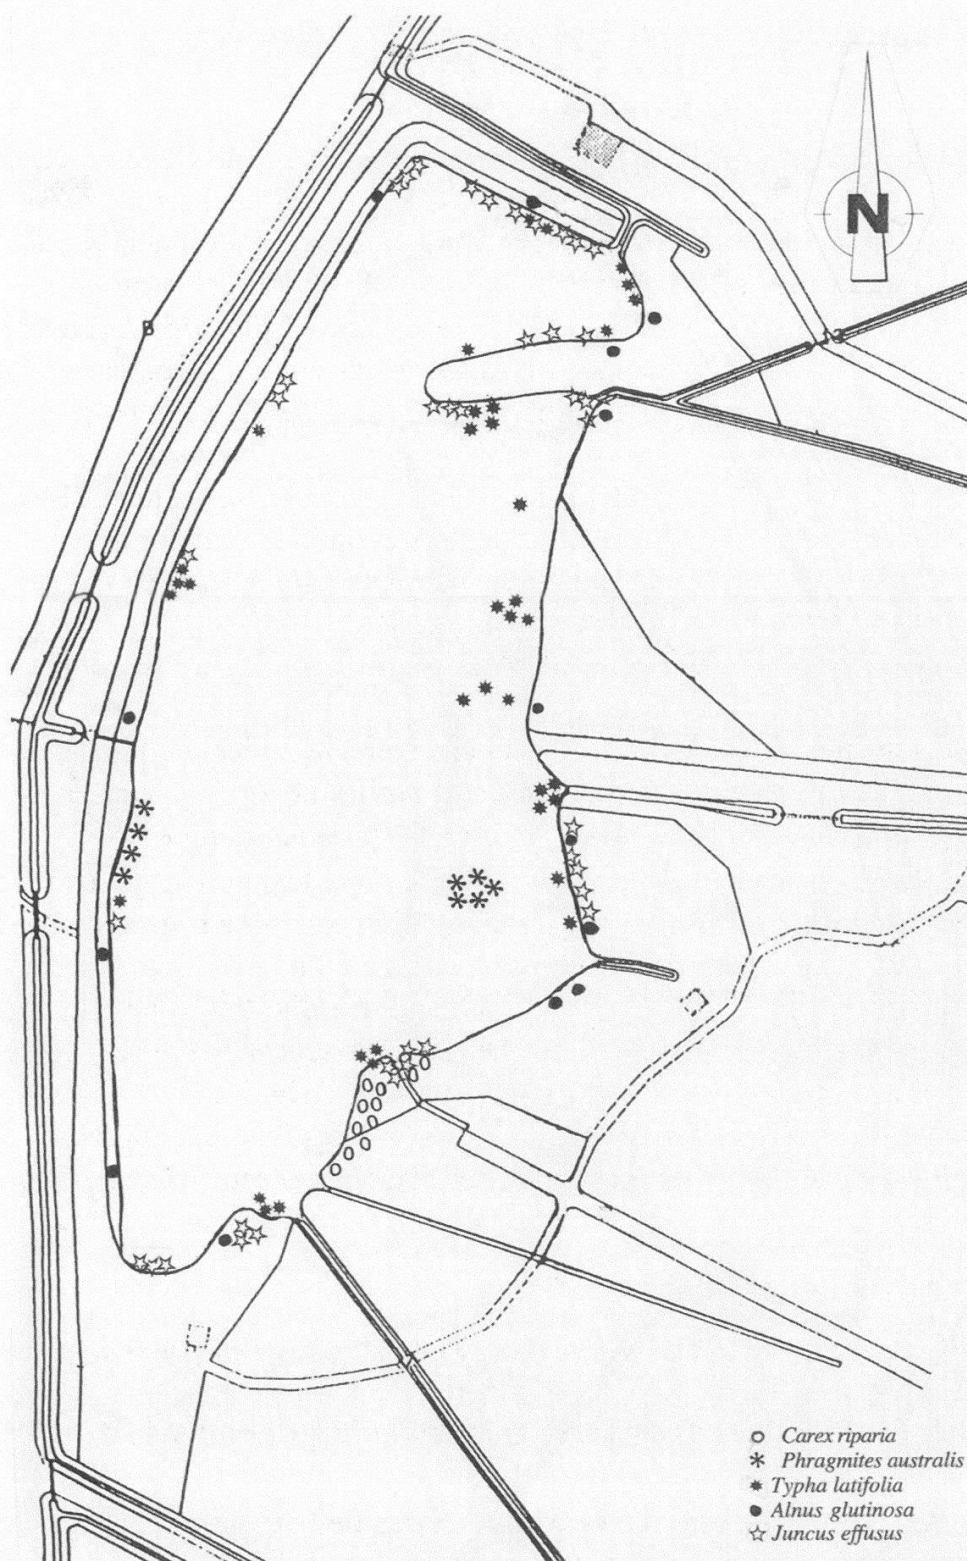 N
B
Carex riparia
Phragmites australis
Typha latifolia
Alnus glutinosa
Juncus effusus